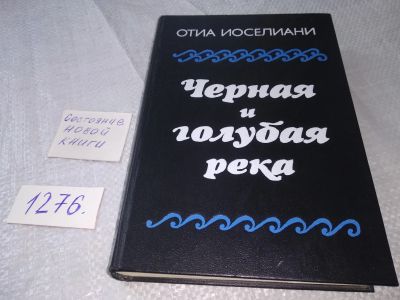 ОТИА ИОСЕЛИАНИ
Черная
и
голубая
река
Состояние
новой
книги
1276.